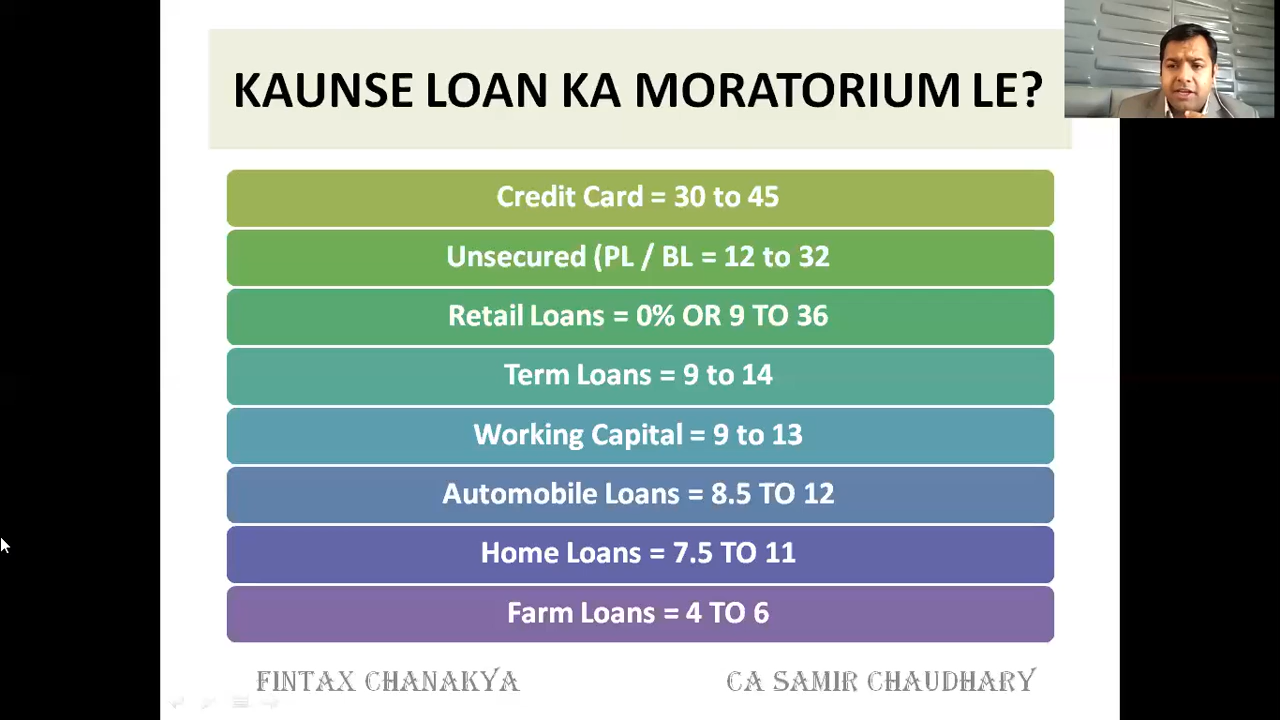 KAUNSE LOAN KA MORATORIUM LE?
Credit Card = 30 to 45
Unsecured (PL / BL = 12 to 32
Retail Loans = 0% OR 9 TO 36
Term Loans = 9 to 14
Working Capital = 9 to 13
Automobile Loans = 8.5 TO 12
Home Loans = 7.5 TO 11
Farm Loans = 4 TO 6
FINTAX CHANAKYA
CA SAMIR CHAUDHARY